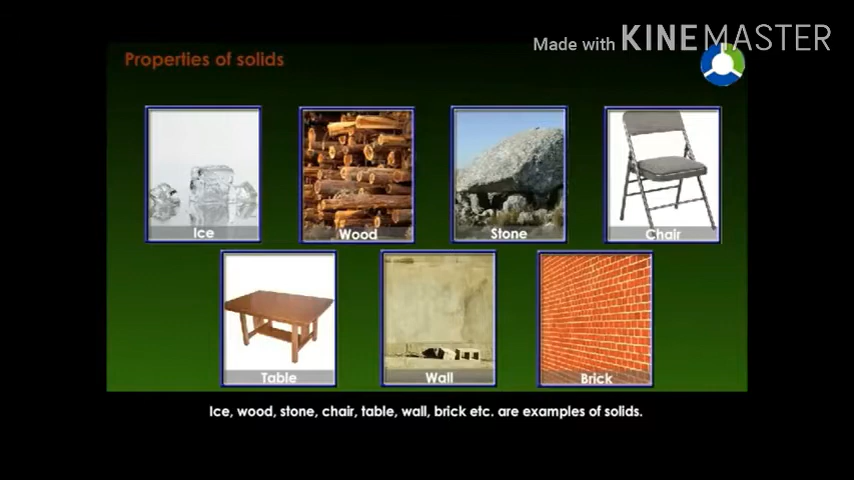 Made with KINEMASTER
Properties of solids
Ice
Wood
Stone
Chair
Table
Wall
Brick
Ice, wood, stone, chair, table, wall, brick etc. are examples of solids.